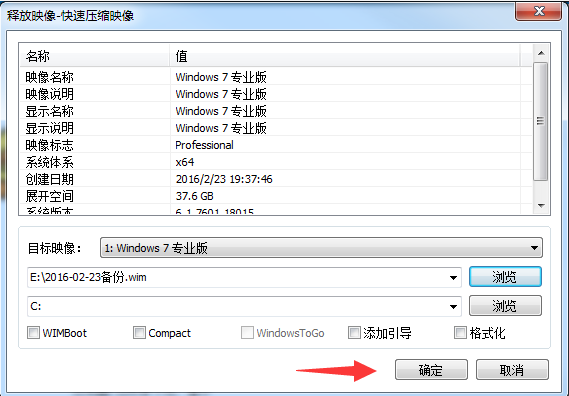 释放映像-快速压缩映像
名称 值
映像名称 Windows 7 专业版
映像说明 Windows 7 专业版
显示名称 Windows 7 专业版
显示说明 Windows 7 专业版
映像标志 Professional
系统体系 x64
创建日期 2016/2/23 19:37:46
展开空间 37.6 GB
系统版本 6.1.7601.18015
目标映像： 1: Windows 7 专业版
E:\2016-02-23备份.wim 浏览
C: 浏览
WIMBoot Compact WindowsToGo 添加引导 格式化
确定 取消